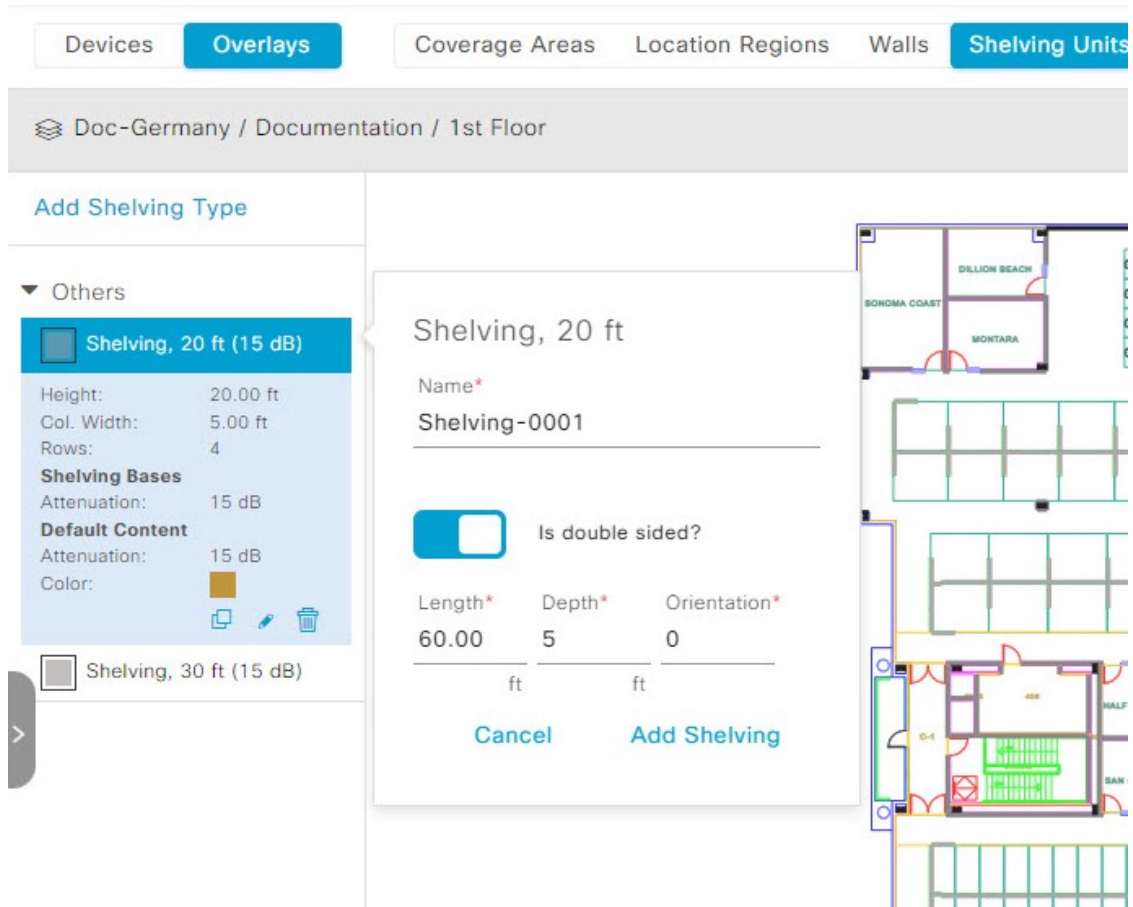 Devices Overlays Coverage Areas Location Regions Walls Shelving Units
Doc-Germany / Documentation / 1st Floor
Add Shelving Type
Others
Shelving, 20 ft (15 dB)
Height: 20.00 ft
Col. Width: 5.00 ft
Rows: 4
Shelving Bases
Attenuation: 15 dB
Default Content
Attenuation: 15 dB
Color:
Shelving, 30 ft (15 dB)
Shelving, 20 ft
Name*
Shelving-0001
Is double sided?
Length* Depth* Orientation*
60.00 5 0
ft ft
Cancel Add Shelving
DILLION BEACH
SONOMA COAST
MONTARA
HALF
C-1
SAN